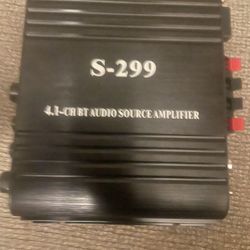 S-299
4.1-CH BT AUDIO SOURCE AMPLIFIER